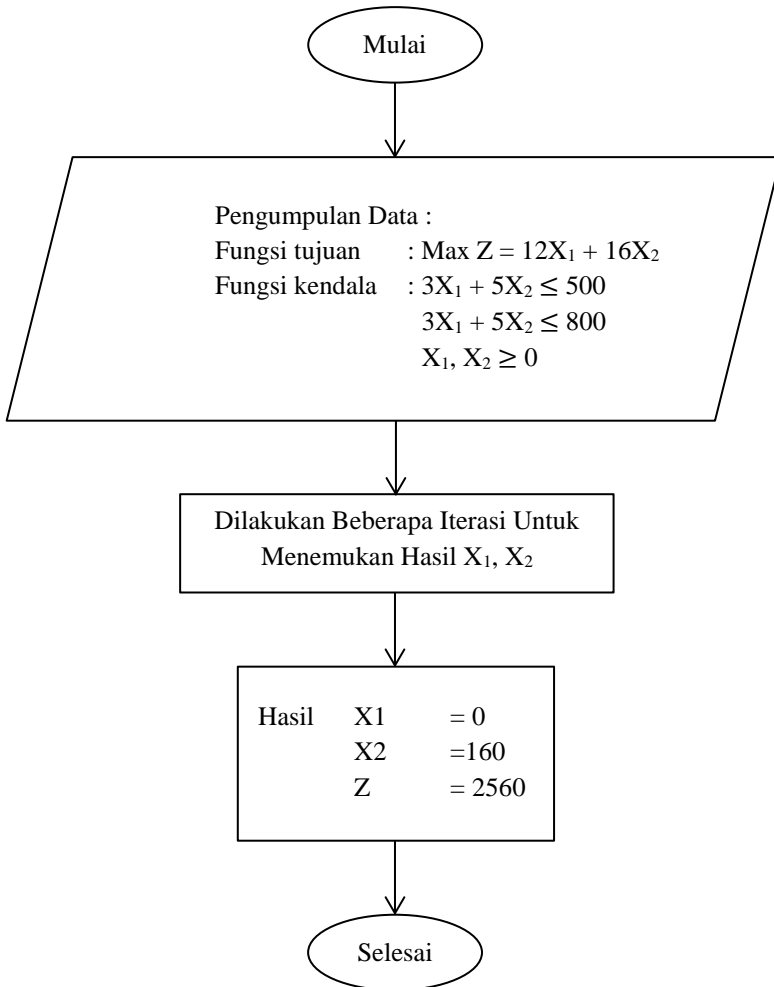 Mulai
Pengumpulan Data :
Fungsi tujuan : Max Z = 12X₁ + 16X₂
Fungsi kendala : 3X₁ + 5X₂ ≤ 500
3X₁ + 5X₂ ≤ 800
X₁, X₂ ≥ 0
Dilakukan Beberapa Iterasi Untuk
Menemukan Hasil X₁, X₂
Hasil X1 = 0
X2 =160
Z = 2560
Selesai